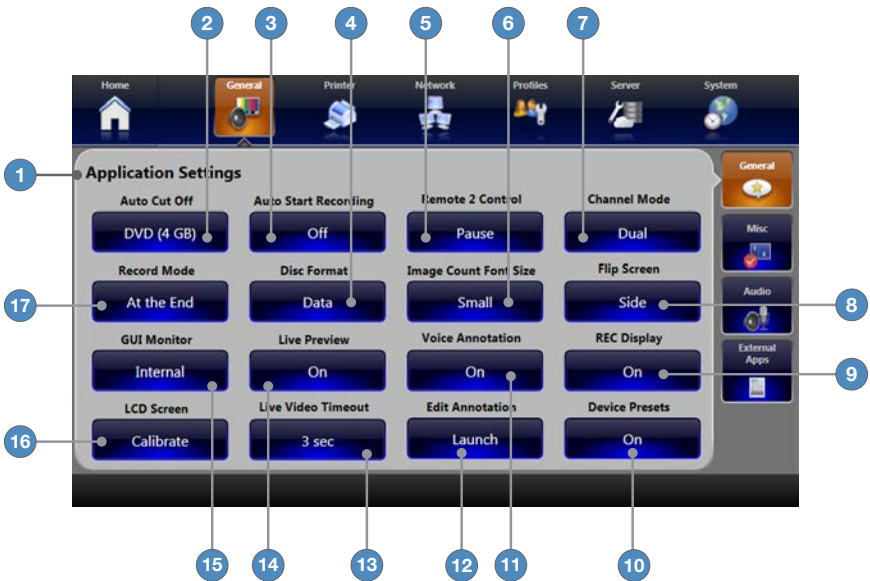 2 3 4 5 6 7
Home General Printer Network Profiles Server System
1 Application Settings
General
Auto Cut Off Auto Start Recording Remote 2 Control Channel Mode
DVD (4 GB) Off Pause Dual
Misc
Record Mode Disc Format Image Count Font Size Flip Screen
17 At the End Data Small Side 8
Audio
GUI Monitor Live Preview Voice Annotation REC Display
Internal On On On 9
External
Apps
LCD Screen Live Video Timeout Edit Annotation Device Presets
16 Calibrate 3 sec Launch On
15 14 13 12 11 10